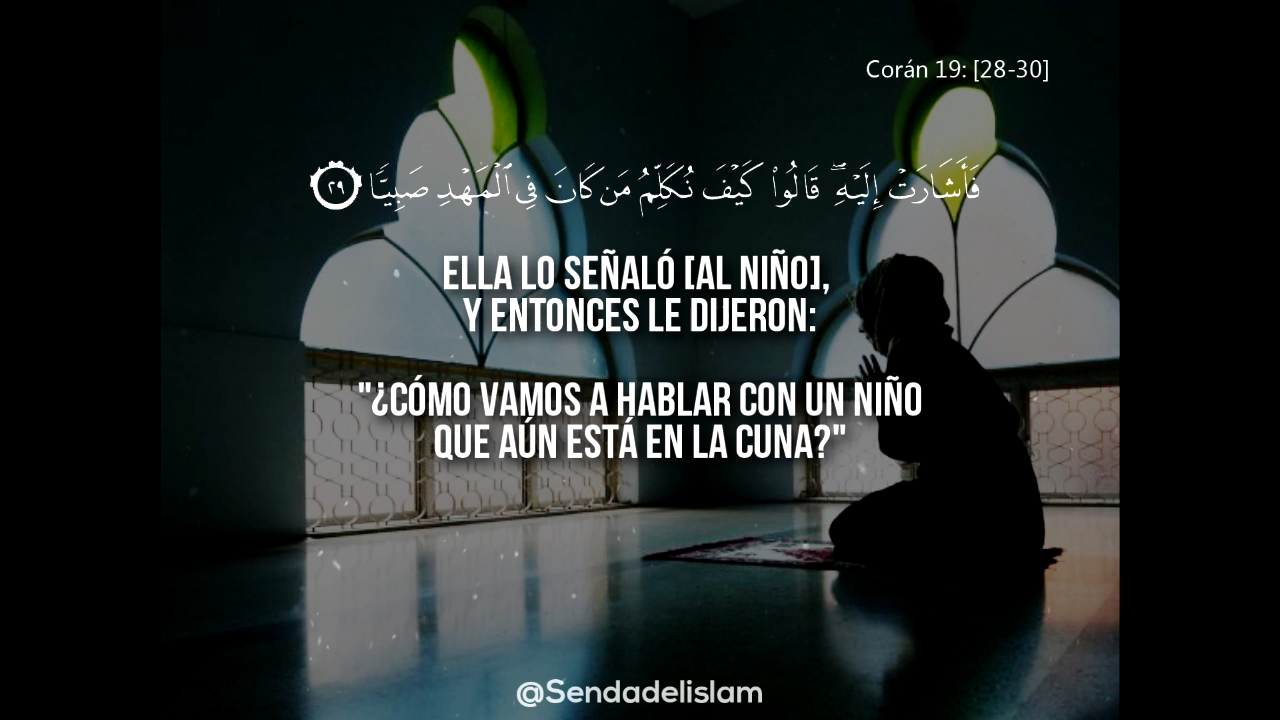 Corán 19: [28-30]
فَأَشَارَتْ إِلَيْهِ ۖ قَالُوا۟ كَيْفَ نُكَلِّمُ مَن كَانَ فِى ٱلْمَهْدِ صَبِيًّا ٢٩
ELLA LO SEÑALÓ [AL NIÑO],
Y ENTONCES LE DIJERON:
"¿CÓMO VAMOS A HABLAR CON UN NIÑO
QUE AÚN ESTÁ EN LA CUNA?"
@Sendadelislam